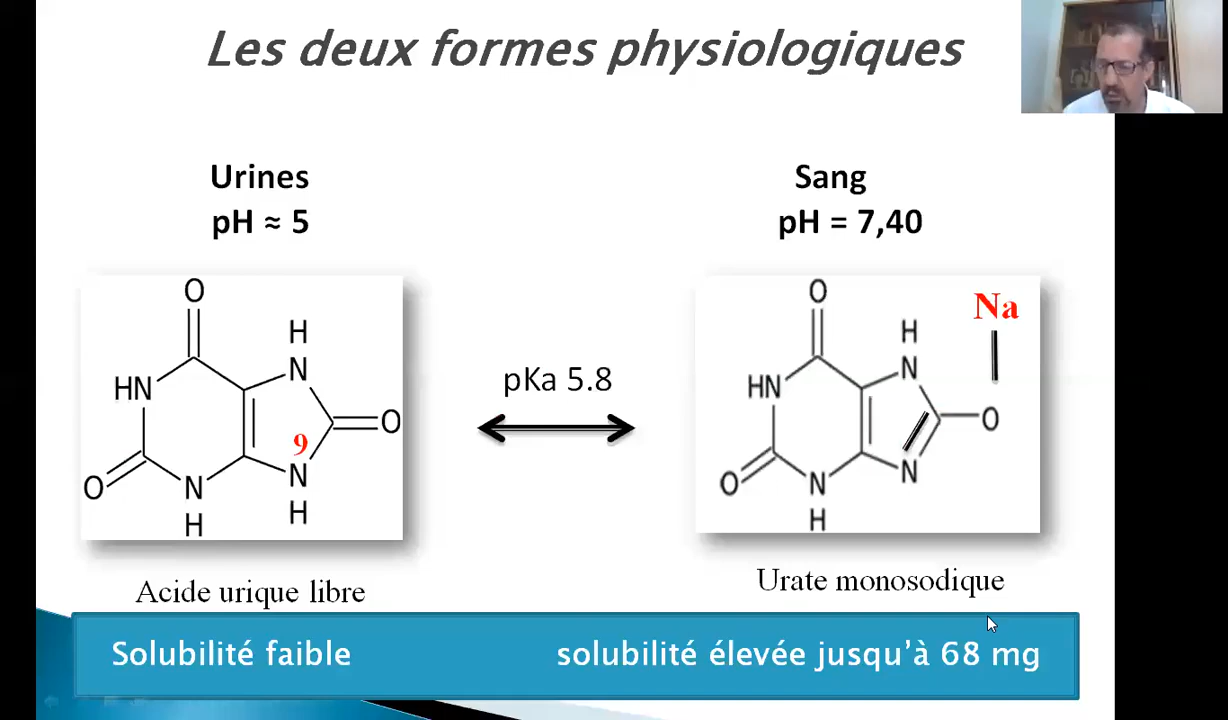 Les deux formes physiologiques
Urines
pH ≈ 5
Sang
pH = 7,40
O
H
N
HN
O
9
O
N
N
H
H
pKa 5.8
O
Na
H
N
HN
O
O
N
N
H
Acide urique libre
Urate monosodique
Solubilité faible
solubilité élevée jusqu’à 68 mg